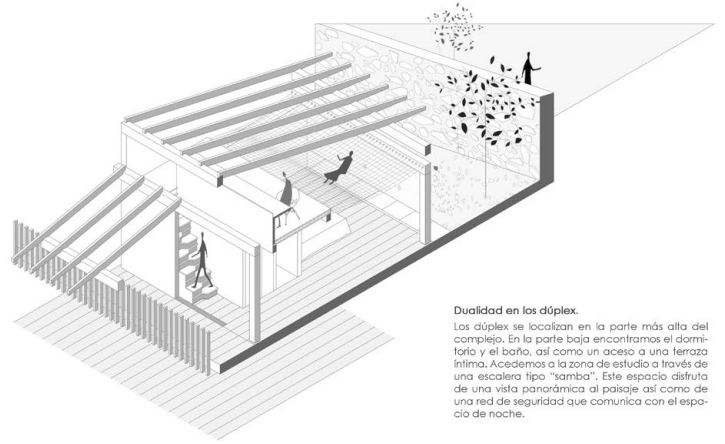 Dualidad en los dúplex.
Los dúplex se localizan en la parte más alta del
complejo. En la parte baja encontramos el dormi-
torio y el baño, así como un aceso a una terraza
íntima. Acedemos a la zona de estudio a través de
una escalera tipo “samba”. Este espacio disfruta
de una vista panorámica al paisaje así como de
una red de seguridad que comunica con el espa-
cio de noche.